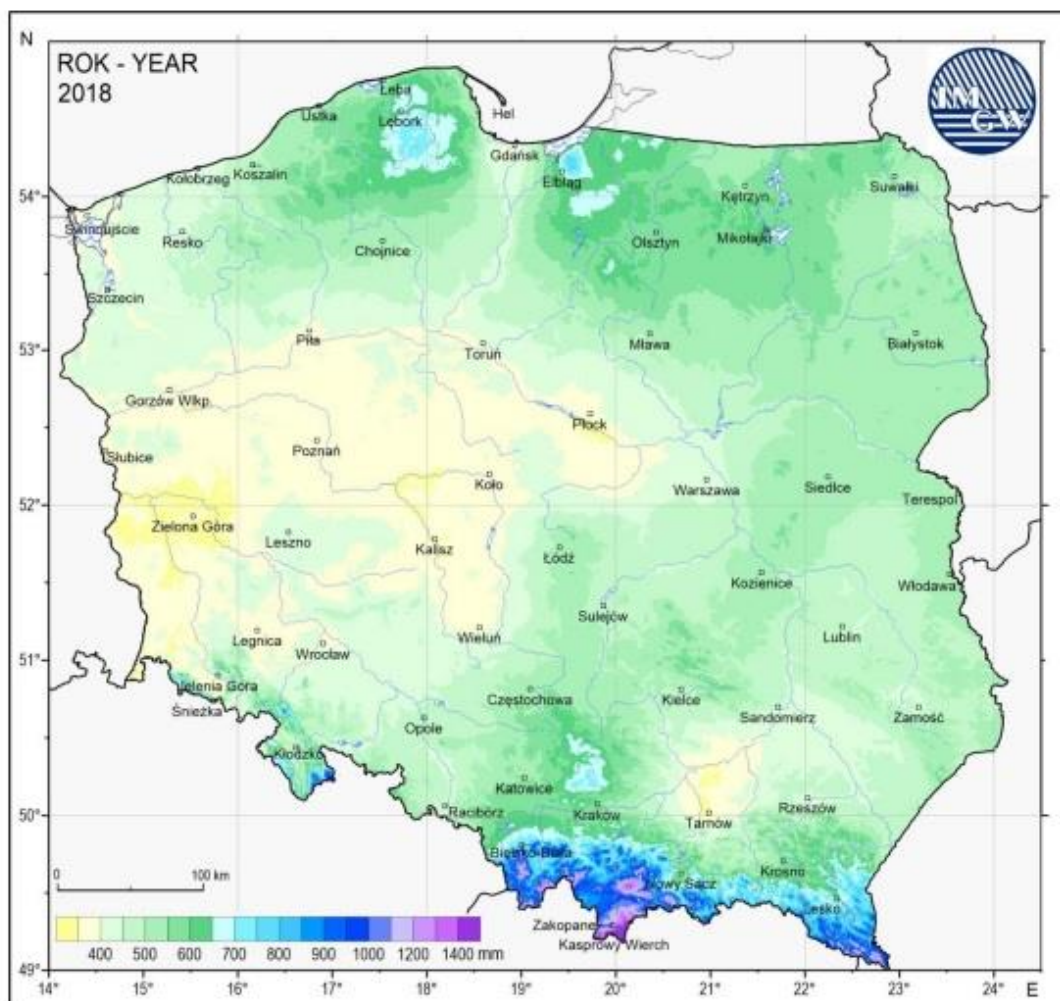 N
ROK - YEAR
2018
IM
GW
Łeba
Ustka
Lębork
Hel
Gdańsk
Kołobrzeg
Koszalin
Elbląg
Kętrzyn
Suwałki
54°
Świnoujście
Resko
Chojnice
Olsztyn
Mikołajki
Szczecin
Piła
Toruń
Mława
Białystok
53°
Gorzów Wlkp.
Płock
Słubice
Poznań
Koło
Warszawa
Siedlce
Terespol
52°
Zielona Góra
Leszno
Kalisz
Łódź
Kozienice
Włodawa
Sulejów
Legnica
Wrocław
Wieluń
Lublin
51°
Jelenia Góra
Śnieżka
Częstochowa
Kielce
Sandomierz
Zamość
Opole
Kłodzko
Katowice
50°
Racibórz
Kraków
Tarnów
Rzeszów
Bielsko-Biała
Nowy Sącz
Krosno
Lesko
0 100 km
Zakopane
Kasprowy Wierch
400 500 600 700 800 900 1000 1200 1400 mm
49°
14° 15° 16° 17° 18° 19° 20° 21° 22° 23° 24° E